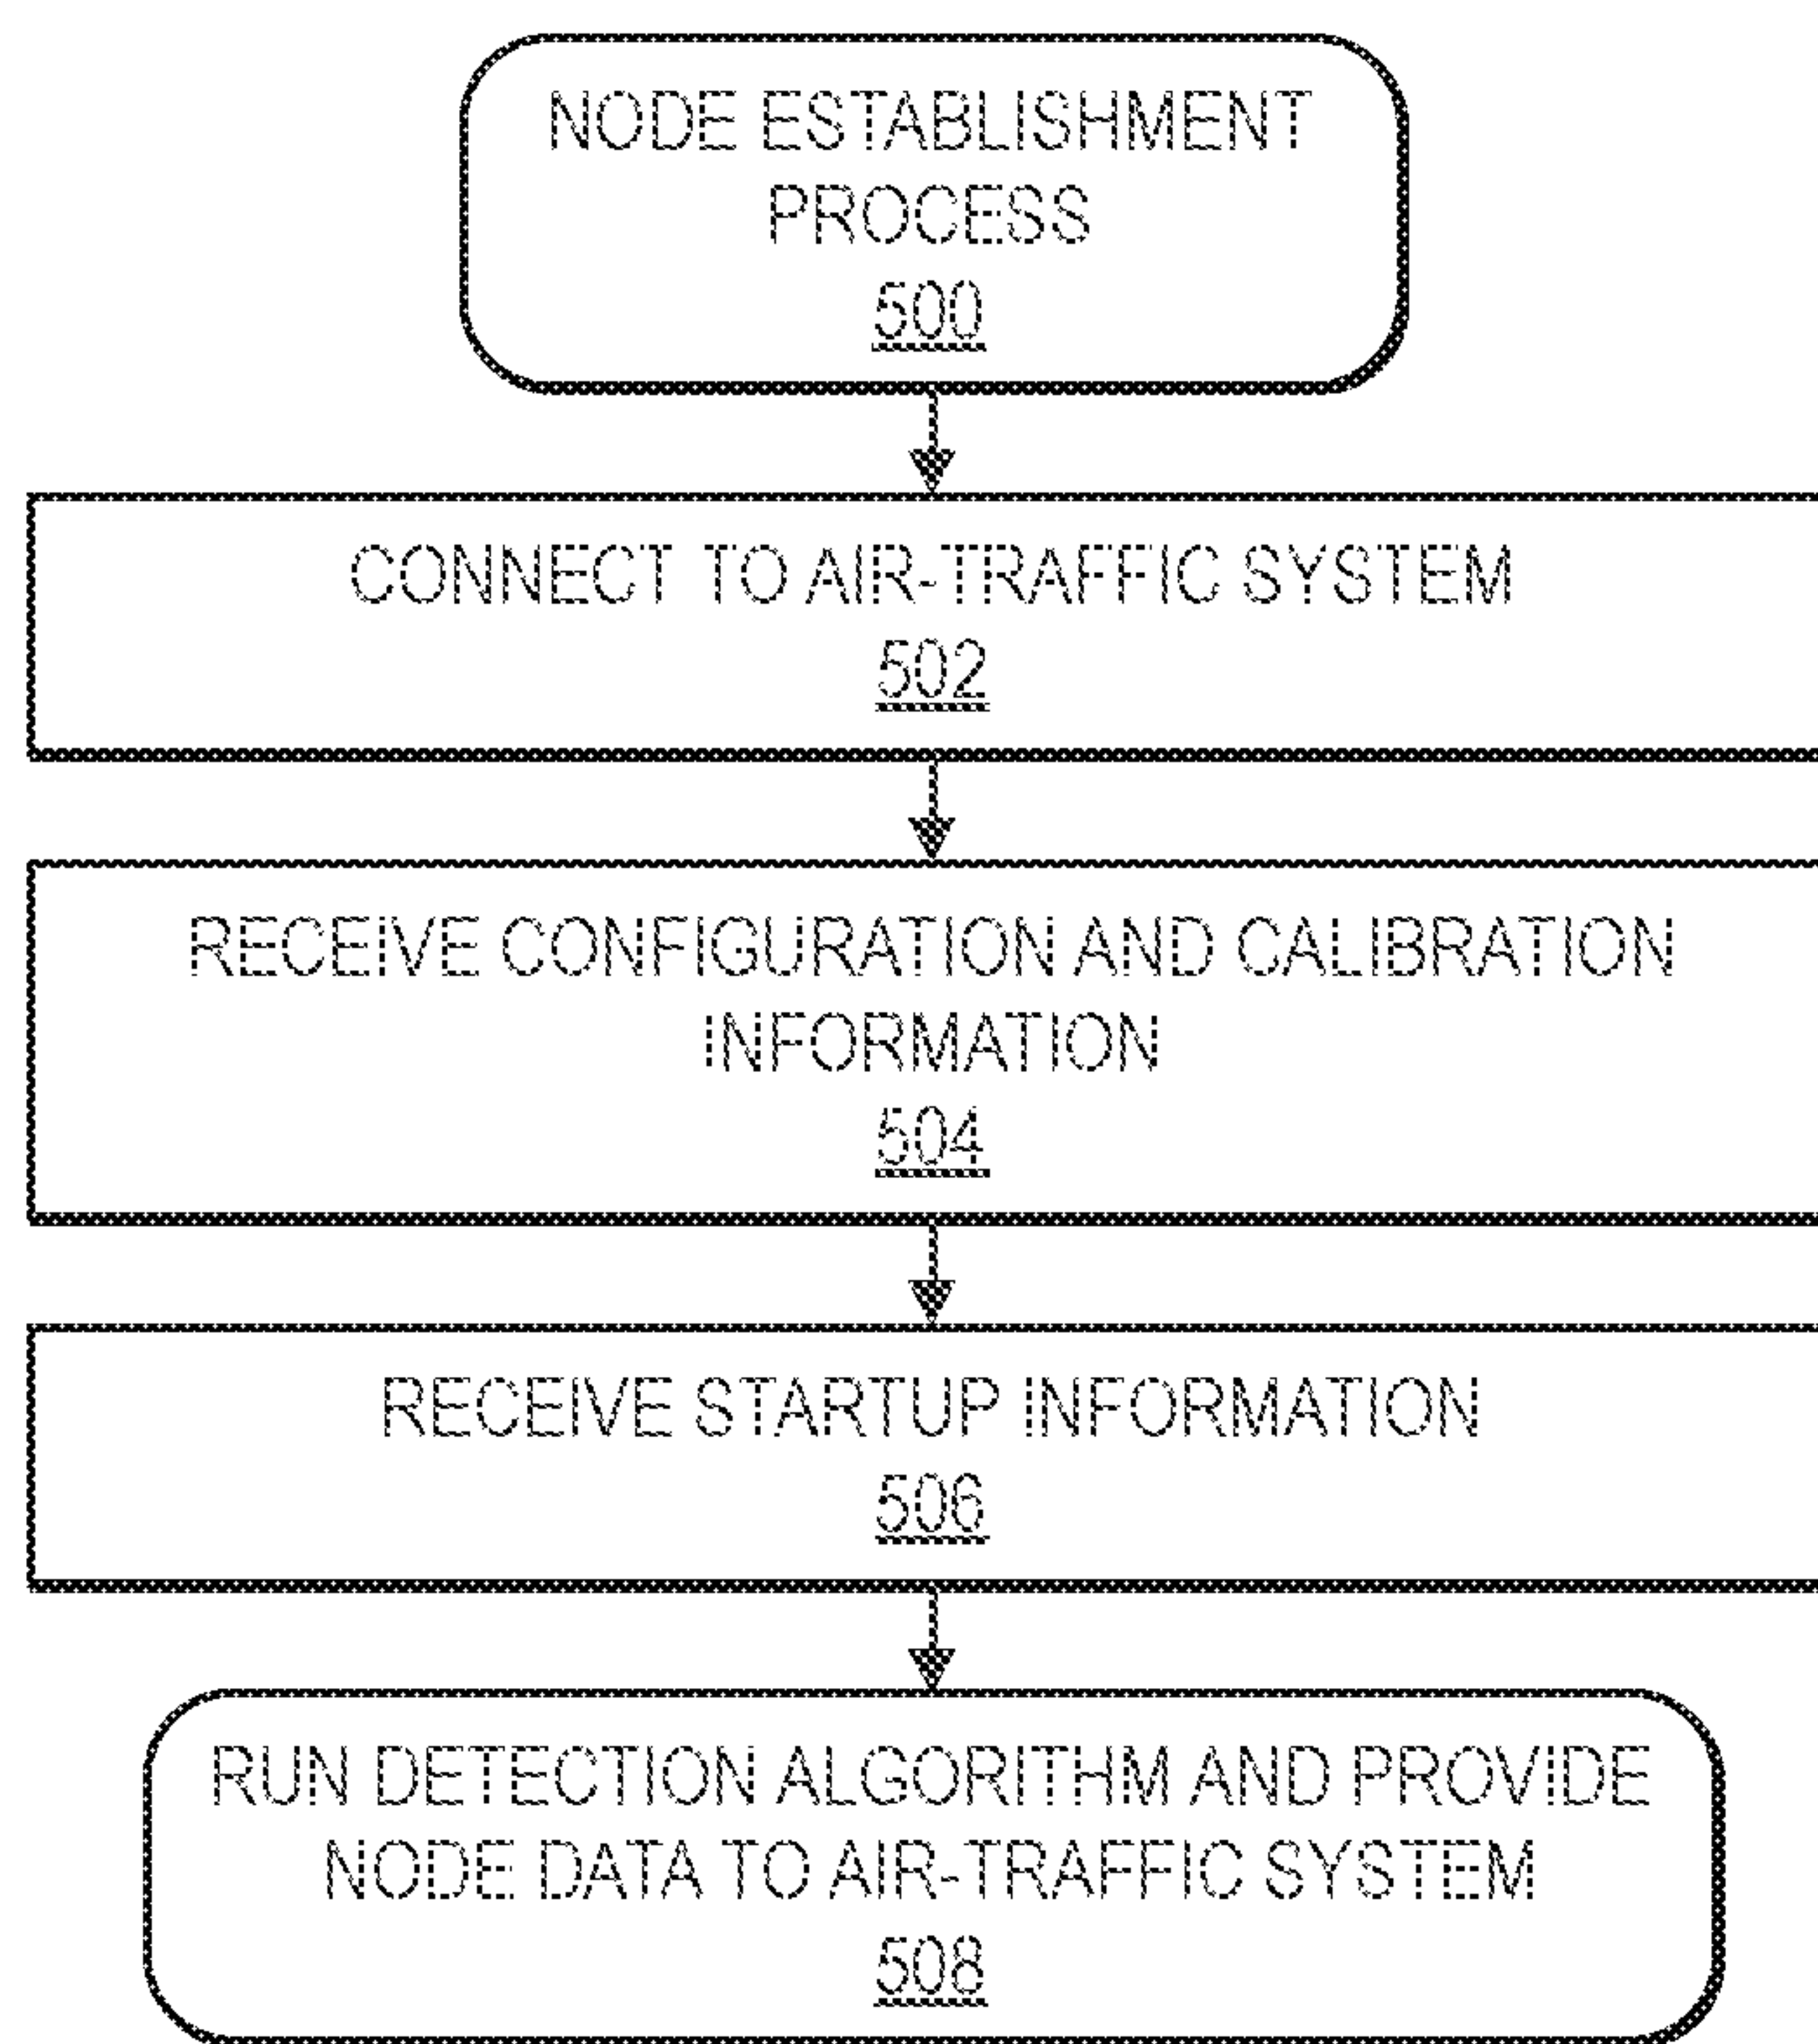 NODE ESTABLISHMENT
PROCESS
500
CONNECT TO AIR-TRAFFIC SYSTEM
502
RECEIVE CONFIGURATION AND CALIBRATION
INFORMATION
504
RECEIVE STARTUP INFORMATION
506
RUN DETECTION ALGORITHM AND PROVIDE
NODE DATA TO AIR-TRAFFIC SYSTEM
508